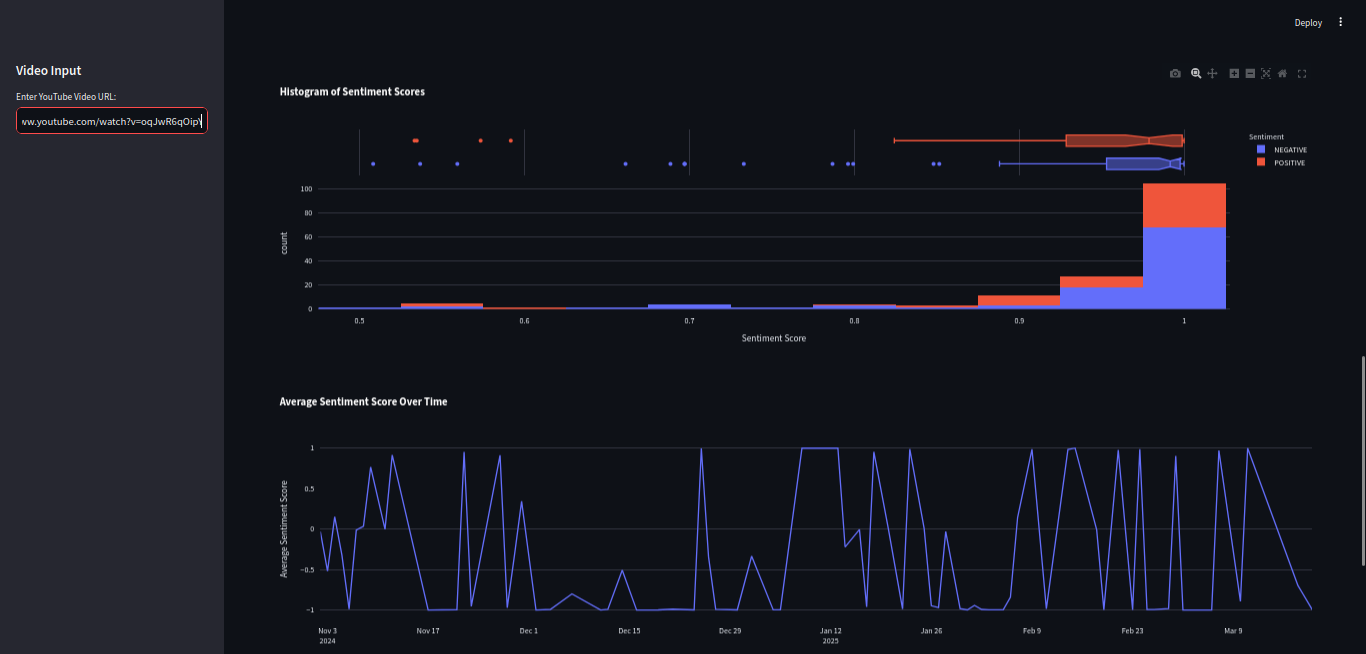 Deploy
Video Input
Enter YouTube Video URL:
ww.youtube.com/watch?v=oqJwR6qOipV
Histogram of Sentiment Scores
Sentiment
NEGATIVE
POSITIVE
100
80
60
40
20
0
count
0.5 0.6 0.7 0.8 0.9 1
Sentiment Score
Average Sentiment Score Over Time
1
0.5
0
−0.5
−1
Average Sentiment Score
Nov 3 Nov 17 Dec 1 Dec 15 Dec 29 Jan 12 Jan 26 Feb 9 Feb 23 Mar 9
2024 2025